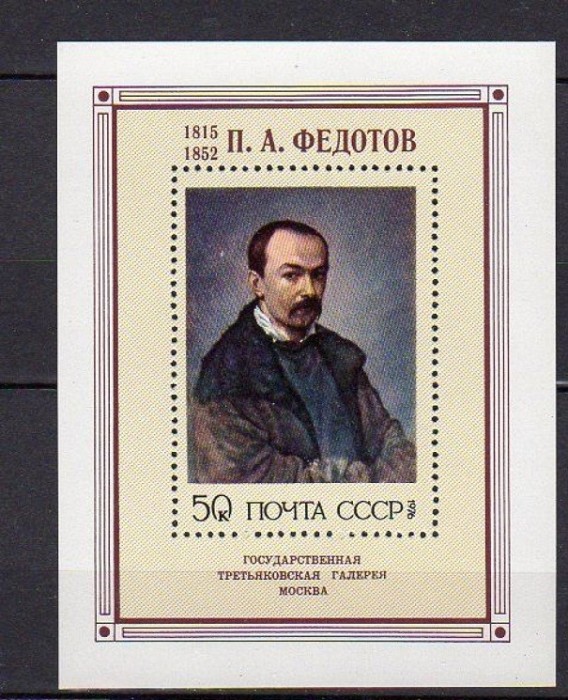 1815
1852
П. А. ФЕДОТОВ
50к ПОЧТА СССР 1976
ГОСУДАРСТВЕННАЯ
ТРЕТЬЯКОВСКАЯ ГАЛЕРЕЯ
МОСКВА